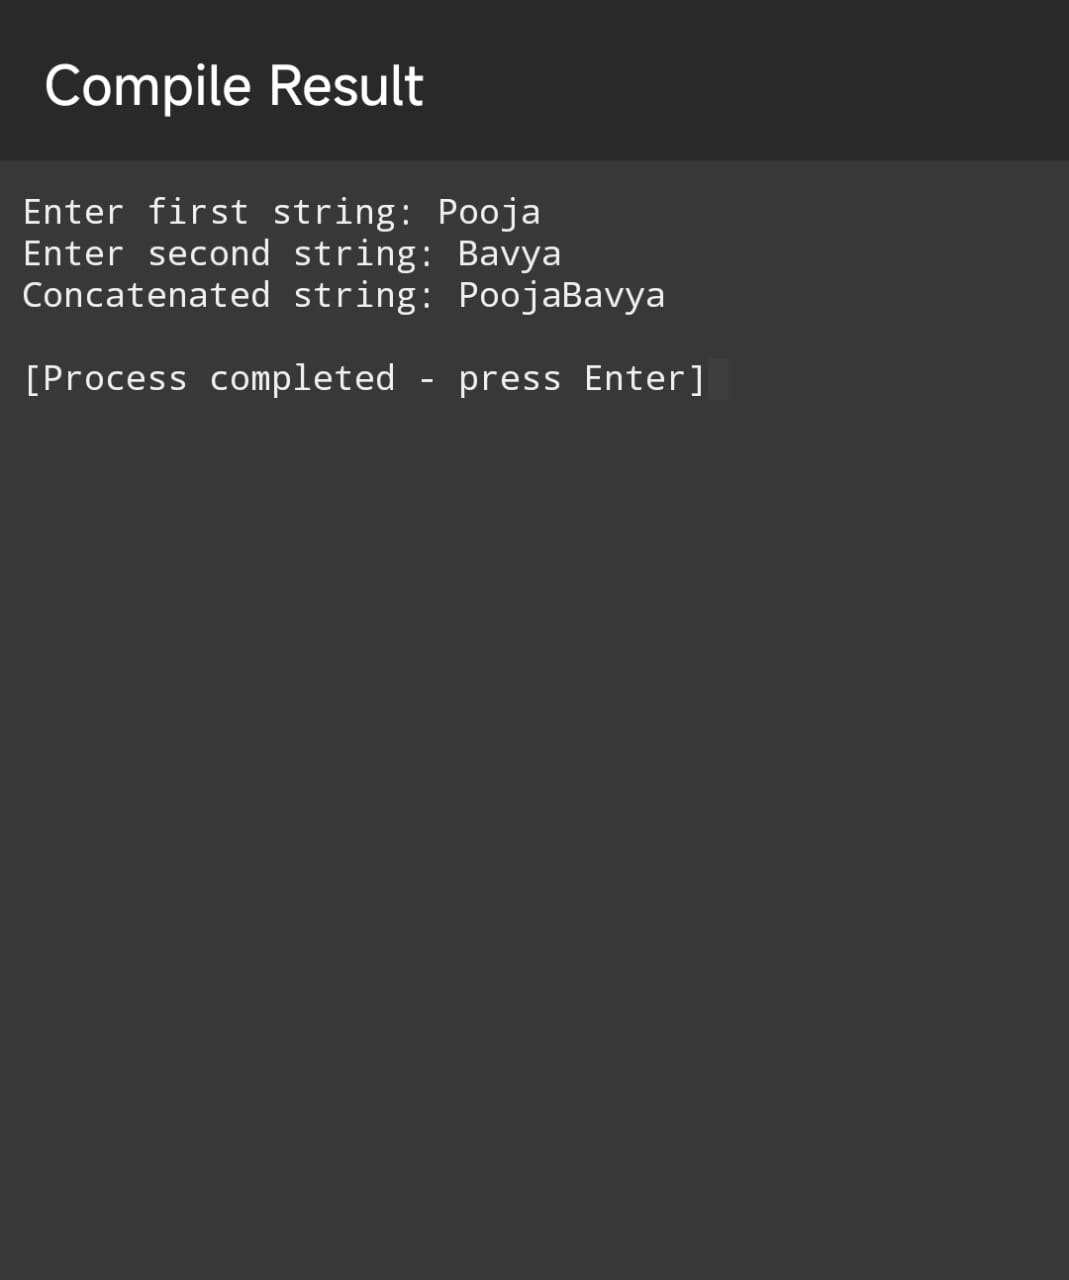 Compile Result
Enter first string: Pooja
Enter second string: Bavya
Concatenated string: PoojaBavya
[Process completed - press Enter]